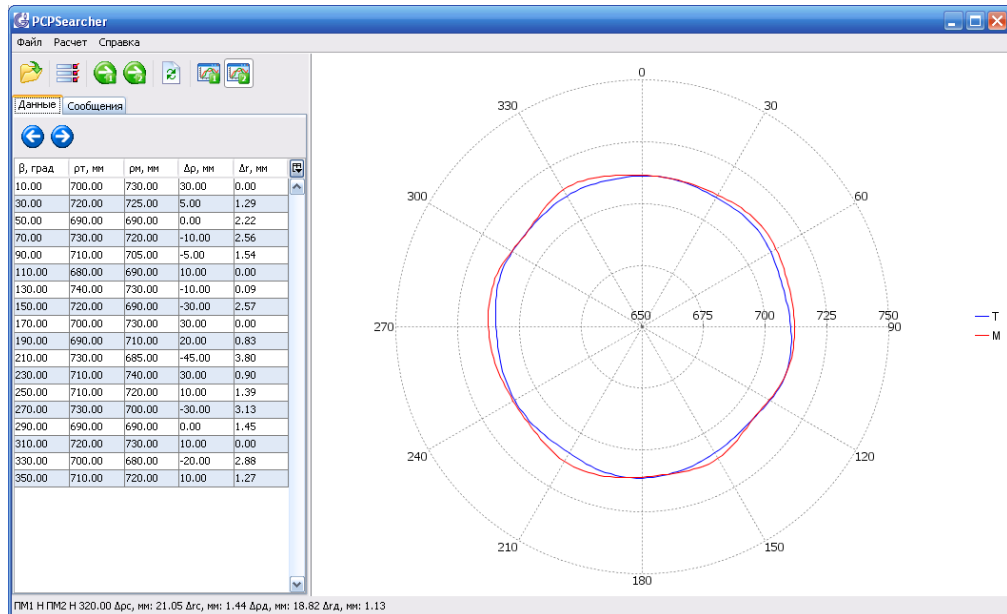 PCPSearcher
Файл Расчет Справка
Данные Сообщения
β, град ρт, мм ρм, мм Δρ, мм Δr, мм
10.00 700.00 730.00 30.00 0.00
30.00 720.00 725.00 5.00 1.29
50.00 690.00 690.00 0.00 2.22
70.00 730.00 720.00 -10.00 2.56
90.00 710.00 705.00 -5.00 1.54
110.00 680.00 690.00 10.00 0.00
130.00 740.00 730.00 -10.00 0.09
150.00 720.00 690.00 -30.00 2.57
170.00 700.00 730.00 30.00 0.00
190.00 690.00 710.00 20.00 0.83
210.00 730.00 685.00 -45.00 3.80
230.00 710.00 740.00 30.00 0.90
250.00 710.00 720.00 10.00 1.39
270.00 730.00 700.00 -30.00 3.13
290.00 690.00 690.00 0.00 1.45
310.00 720.00 730.00 10.00 0.00
330.00 700.00 680.00 -20.00 2.88
350.00 710.00 720.00 10.00 1.27
0
330 30
300 60
650 675 700 725 750
270 90
240 120
210 150
180
T
M
ПМ1 Н ПМ2 Н 320.00 Δρс, мм: 21.05 Δrс, мм: 1.44 Δρд, мм: 18.82 Δrд, мм: 1.13